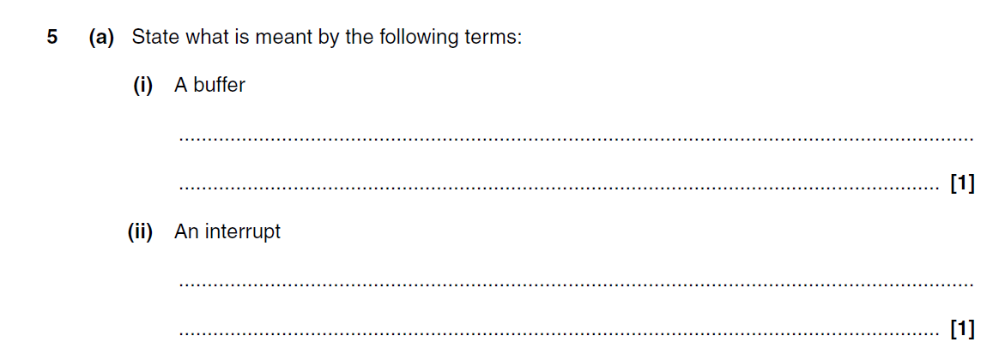 5 (a) State what is meant by the following terms:
(i) A buffer
..........................................................................................................................................
.................................................................................................................................... [1]
(ii) An interrupt
..........................................................................................................................................
.................................................................................................................................... [1]